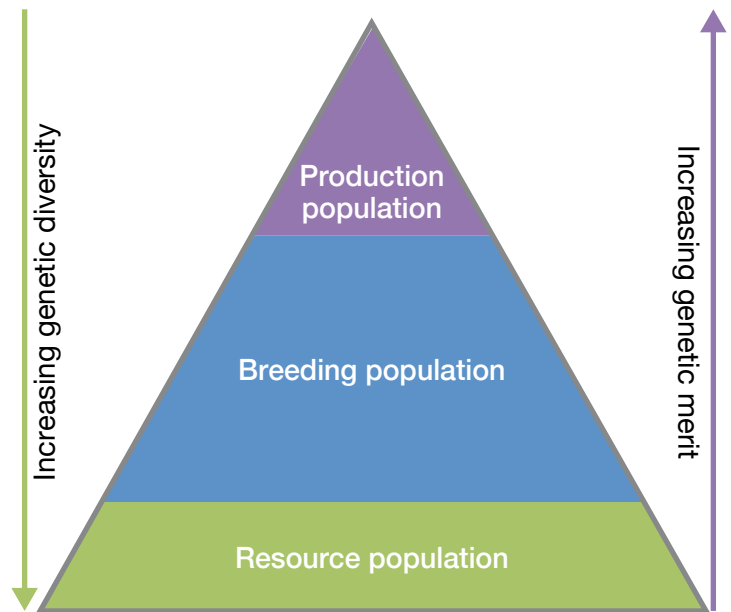 Increasing genetic diversity
Production
population
Breeding population
Resource population
Increasing genetic merit